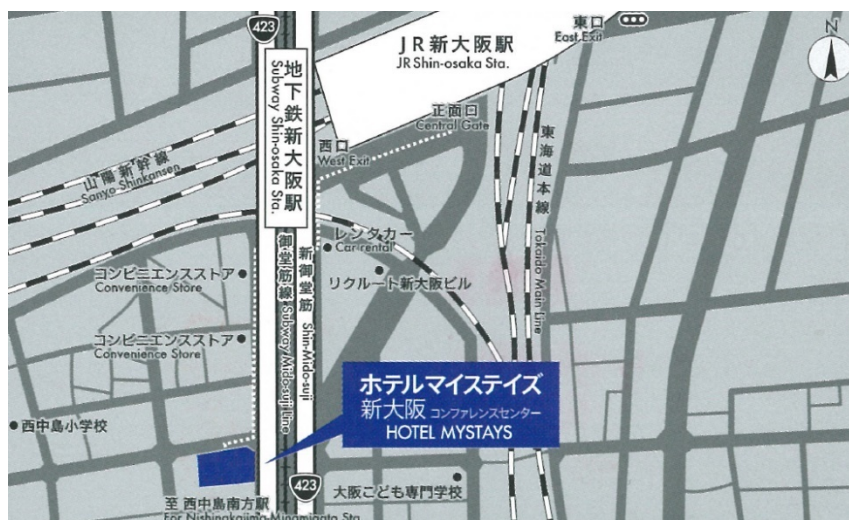 423
東口
East Exit
N
JR新大阪駅
JR Shin-osaka Sta.
地下鉄新大阪駅
Subway Shin-osaka Sta.
正面口
Central Gate
西口
West Exit
山陽新幹線
Sanyo Shinkansen
東海道本線
Tokaido Main Line
レンタカー
Car-rental
リクルート新大阪ビル
コンビニエンスストア
Convenience Store
御堂筋線
Subway Mido-suji Line
新御堂筋
Shin-Mido-suji
コンビニエンスストア
Convenience Store
ホテルマイステイズ
新大阪 コンファレンスセンター
HOTEL MYSTAYS
西中島小学校
423
大阪こども専門学校
至 西中島南方駅
For Nishinakajima-Minamigata Sta.